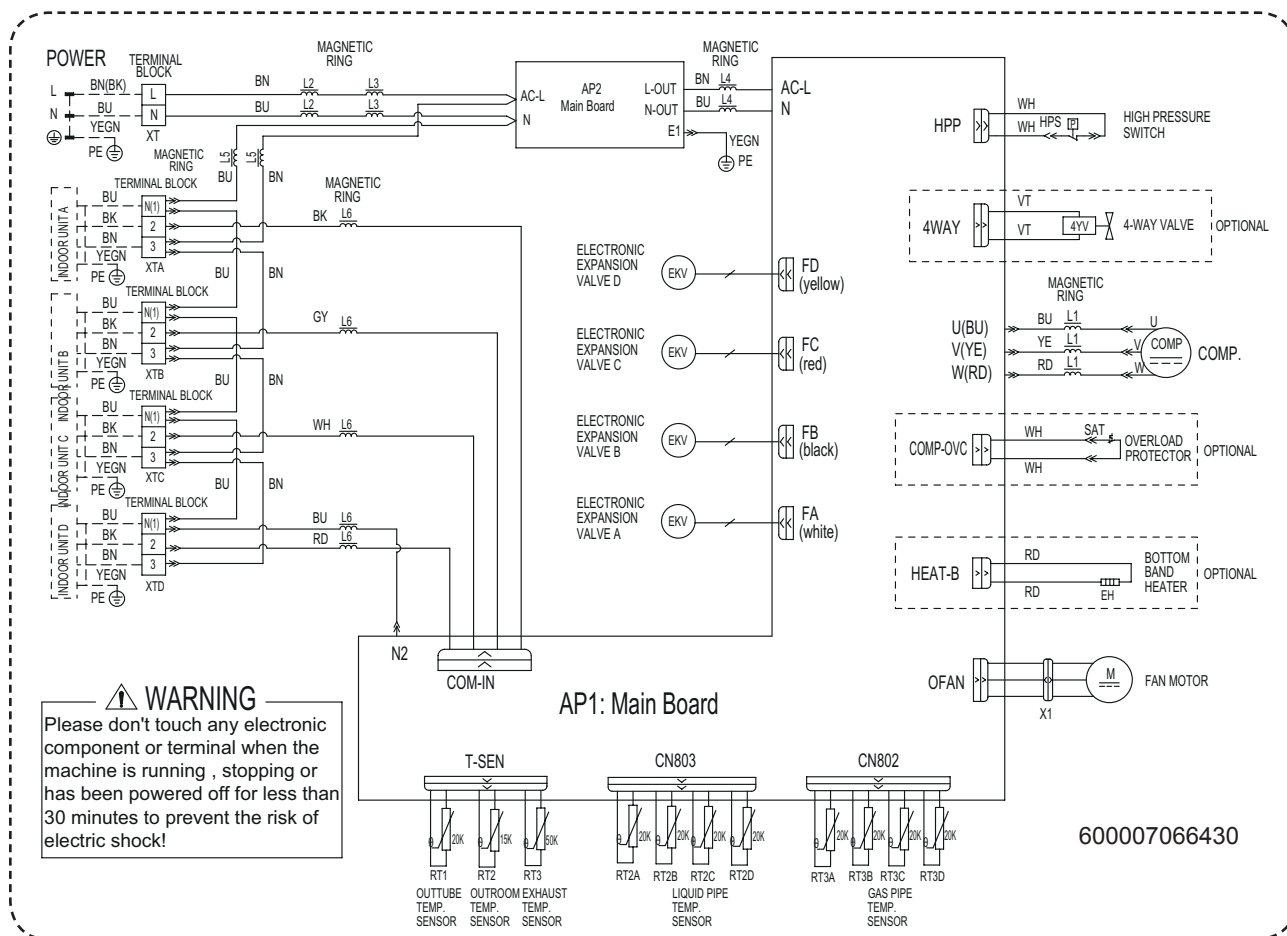 POWER
TERMINAL
BLOCK
MAGNETIC
RING
MAGNETIC
RING
L
BN(BK)
L
BN
L2
L3
AC-L
AP2
Main Board
L-OUT
BN
L4
AC-L
N
BU
N
BU
L2
L3
N
N-OUT
BU
L4
N
YEGN
XT
E1
YEGN
PE
PE
MAGNETIC
RING
L5
L5
BU
BN
TERMINAL BLOCK
MAGNETIC
RING
INDOOR UNIT A
BU
N(1)
BK
2
BK
L6
BN
3
YEGN
PE
XTA
BU
BN
TERMINAL BLOCK
INDOOR UNIT B
BU
N(1)
BK
2
GY
L6
BN
3
YEGN
PE
XTB
BU
BN
TERMINAL BLOCK
INDOOR UNIT C
BU
N(1)
BK
2
WH
L6
BN
3
YEGN
PE
XTC
BU
BN
TERMINAL BLOCK
INDOOR UNIT D
BU
N(1)
BU
L6
BK
2
RD
L6
BN
3
YEGN
PE
XTD
N2
COM-IN
ELECTRONIC
EXPANSION
VALVE D
EKV
FD
(yellow)
ELECTRONIC
EXPANSION
VALVE C
EKV
FC
(red)
ELECTRONIC
EXPANSION
VALVE B
EKV
FB
(black)
ELECTRONIC
EXPANSION
VALVE A
EKV
FA
(white)
HPP
WH
WH
HPS
P
HIGH PRESSURE
SWITCH
4WAY
VT
VT
4YV
4-WAY VALVE
OPTIONAL
MAGNETIC
RING
U(BU)
BU
L1
U
V(YE)
YE
L1
V
COMP
COMP.
W(RD)
RD
L1
W
COMP-OVC
WH
SAT
WH
OVERLOAD
PROTECTOR
OPTIONAL
HEAT-B
RD
RD
EH
BOTTOM
BAND
HEATER
OPTIONAL
OFAN
X1
M
FAN MOTOR
AP1: Main Board
WARNING
Please don't touch any electronic
component or terminal when the
machine is running , stopping or
has been powered off for less than
30 minutes to prevent the risk of
electric shock!
T-SEN
CN803
CN802
θ
20K
θ
15K
θ
50K
θ
20K
θ
20K
θ
20K
θ
20K
θ
20K
θ
20K
θ
20K
θ
20K
RT1
RT2
RT3
RT2A
RT2B
RT2C
RT2D
RT3A
RT3B
RT3C
RT3D
OUTTUBE
TEMP.
SENSOR
OUTROOM
TEMP.
SENSOR
EXHAUST
TEMP.
SENSOR
LIQUID PIPE
TEMP.
SENSOR
GAS PIPE
TEMP.
SENSOR
600007066430